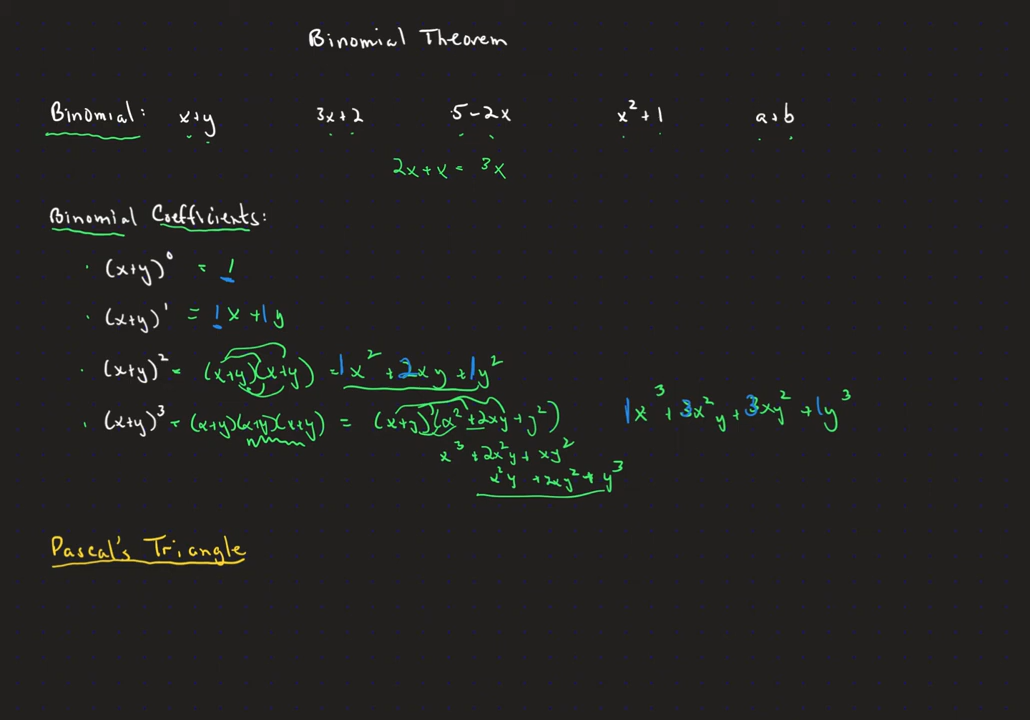 Binomial Theorem
Binomial: x+y 3x+2 5-2x x²+1 a+b
2x+x = 3x
Binomial Coefficients:
· (x+y)⁰ = 1
· (x+y)¹ = 1x+1y
· (x+y)² = (x+y)(x+y) = 1x²+2xy+1y²
· (x+y)³ = (x+y)(x+y)(x+y) = (x+y)(x²+2xy+y²) 1x³+3x²y+3xy²+1y³
x³+2x²y+xy²
x²y+2xy²+y³
Pascal's Triangle